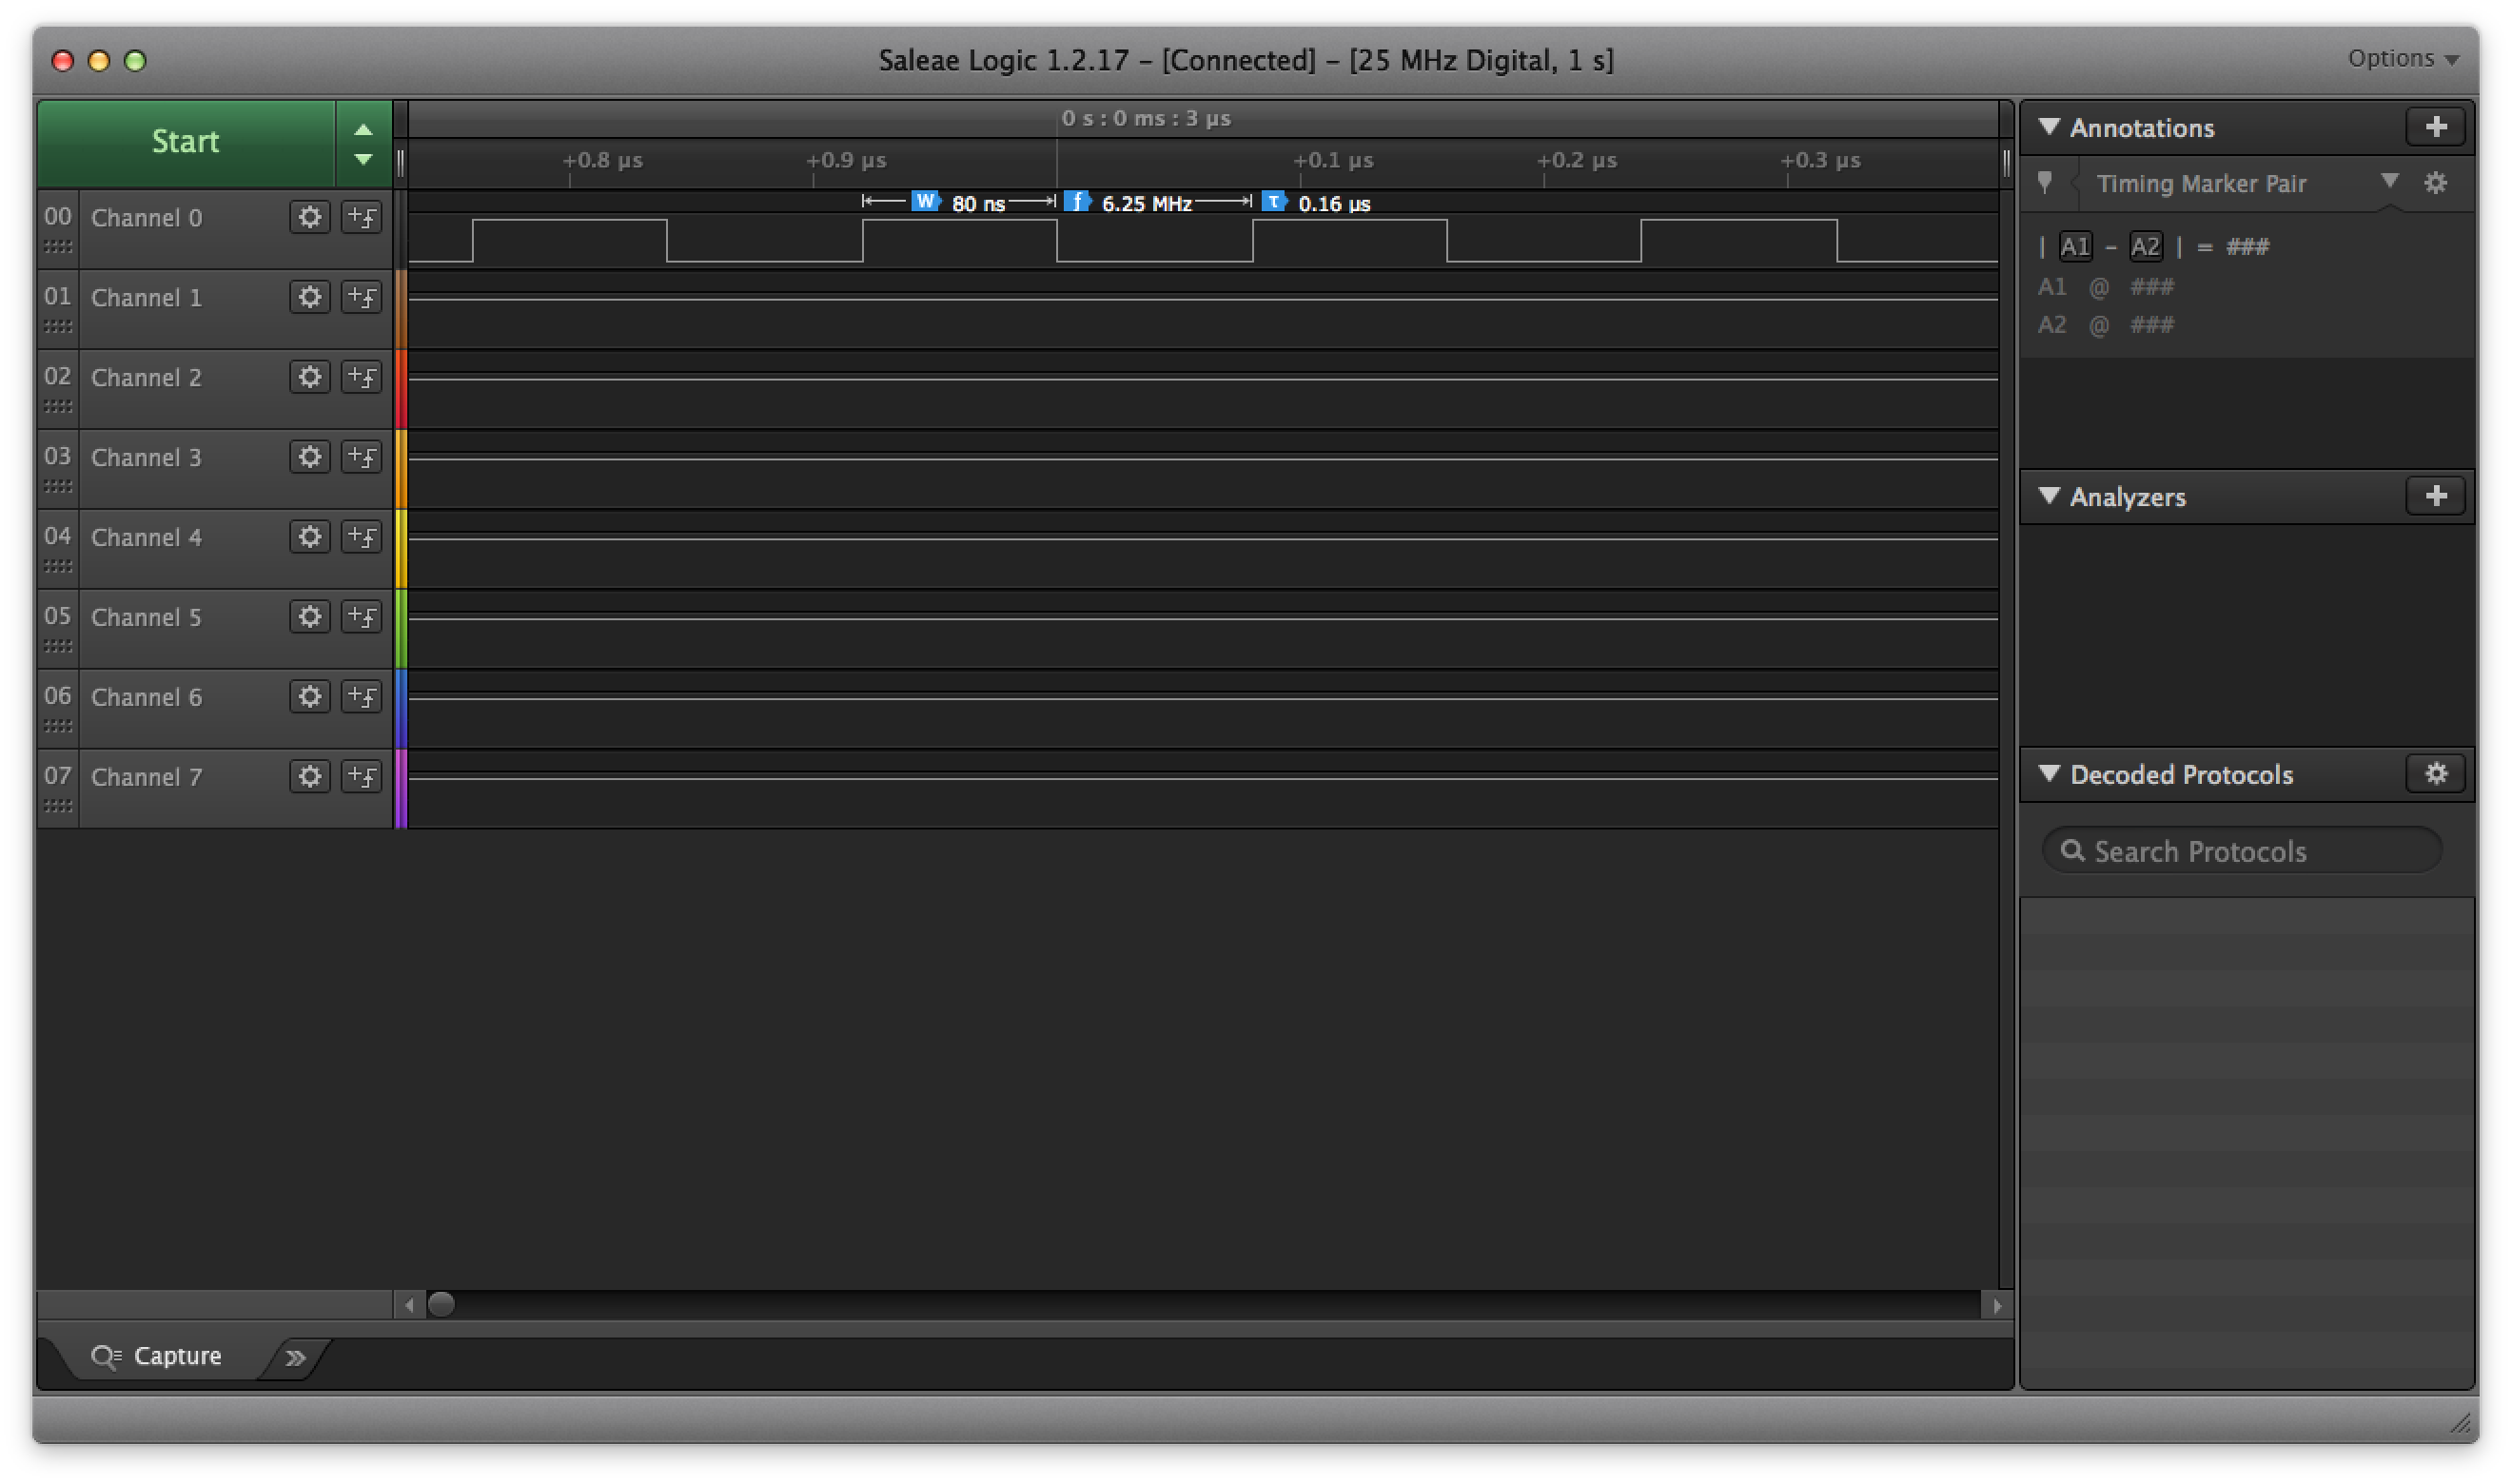 Saleae Logic 1.2.17 – [Connected] – [25 MHz Digital, 1 s]
Options
Start
0 s : 0 ms : 3 µs
+0.8 µs +0.9 µs +0.1 µs +0.2 µs +0.3 µs
W 80 ns f 6.25 MHz τ 0.16 µs
00 Channel 0
01 Channel 1
02 Channel 2
03 Channel 3
04 Channel 4
05 Channel 5
06 Channel 6
07 Channel 7
Annotations
Timing Marker Pair
| A1 – A2 | = ###
A1 @ ###
A2 @ ###
Analyzers
Decoded Protocols
Search Protocols
Capture